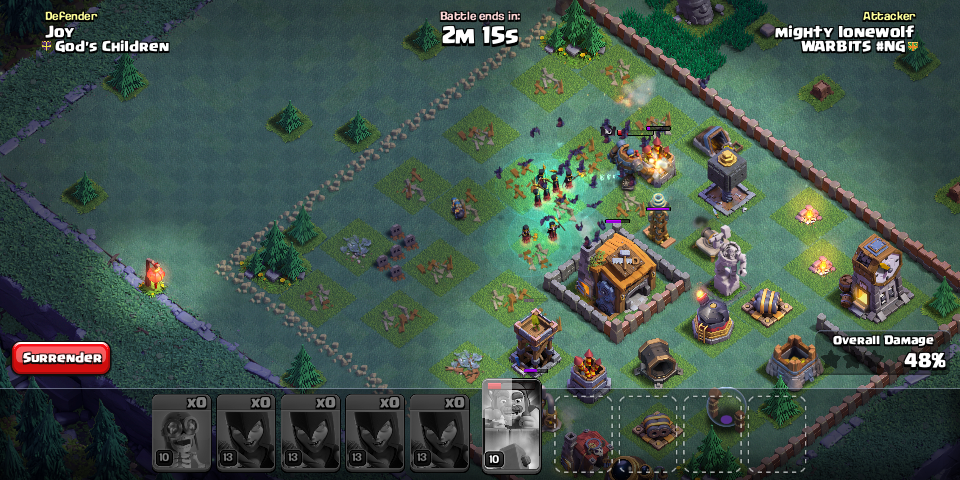 Defender
Joy
God's Children
Battle ends in:
2m 15s
Attacker
mighty lonewolf
WARBITS #NG
Surrender
Overall Damage
48%
x0
x0
x0
x0
x0
10
13
13
13
13
10